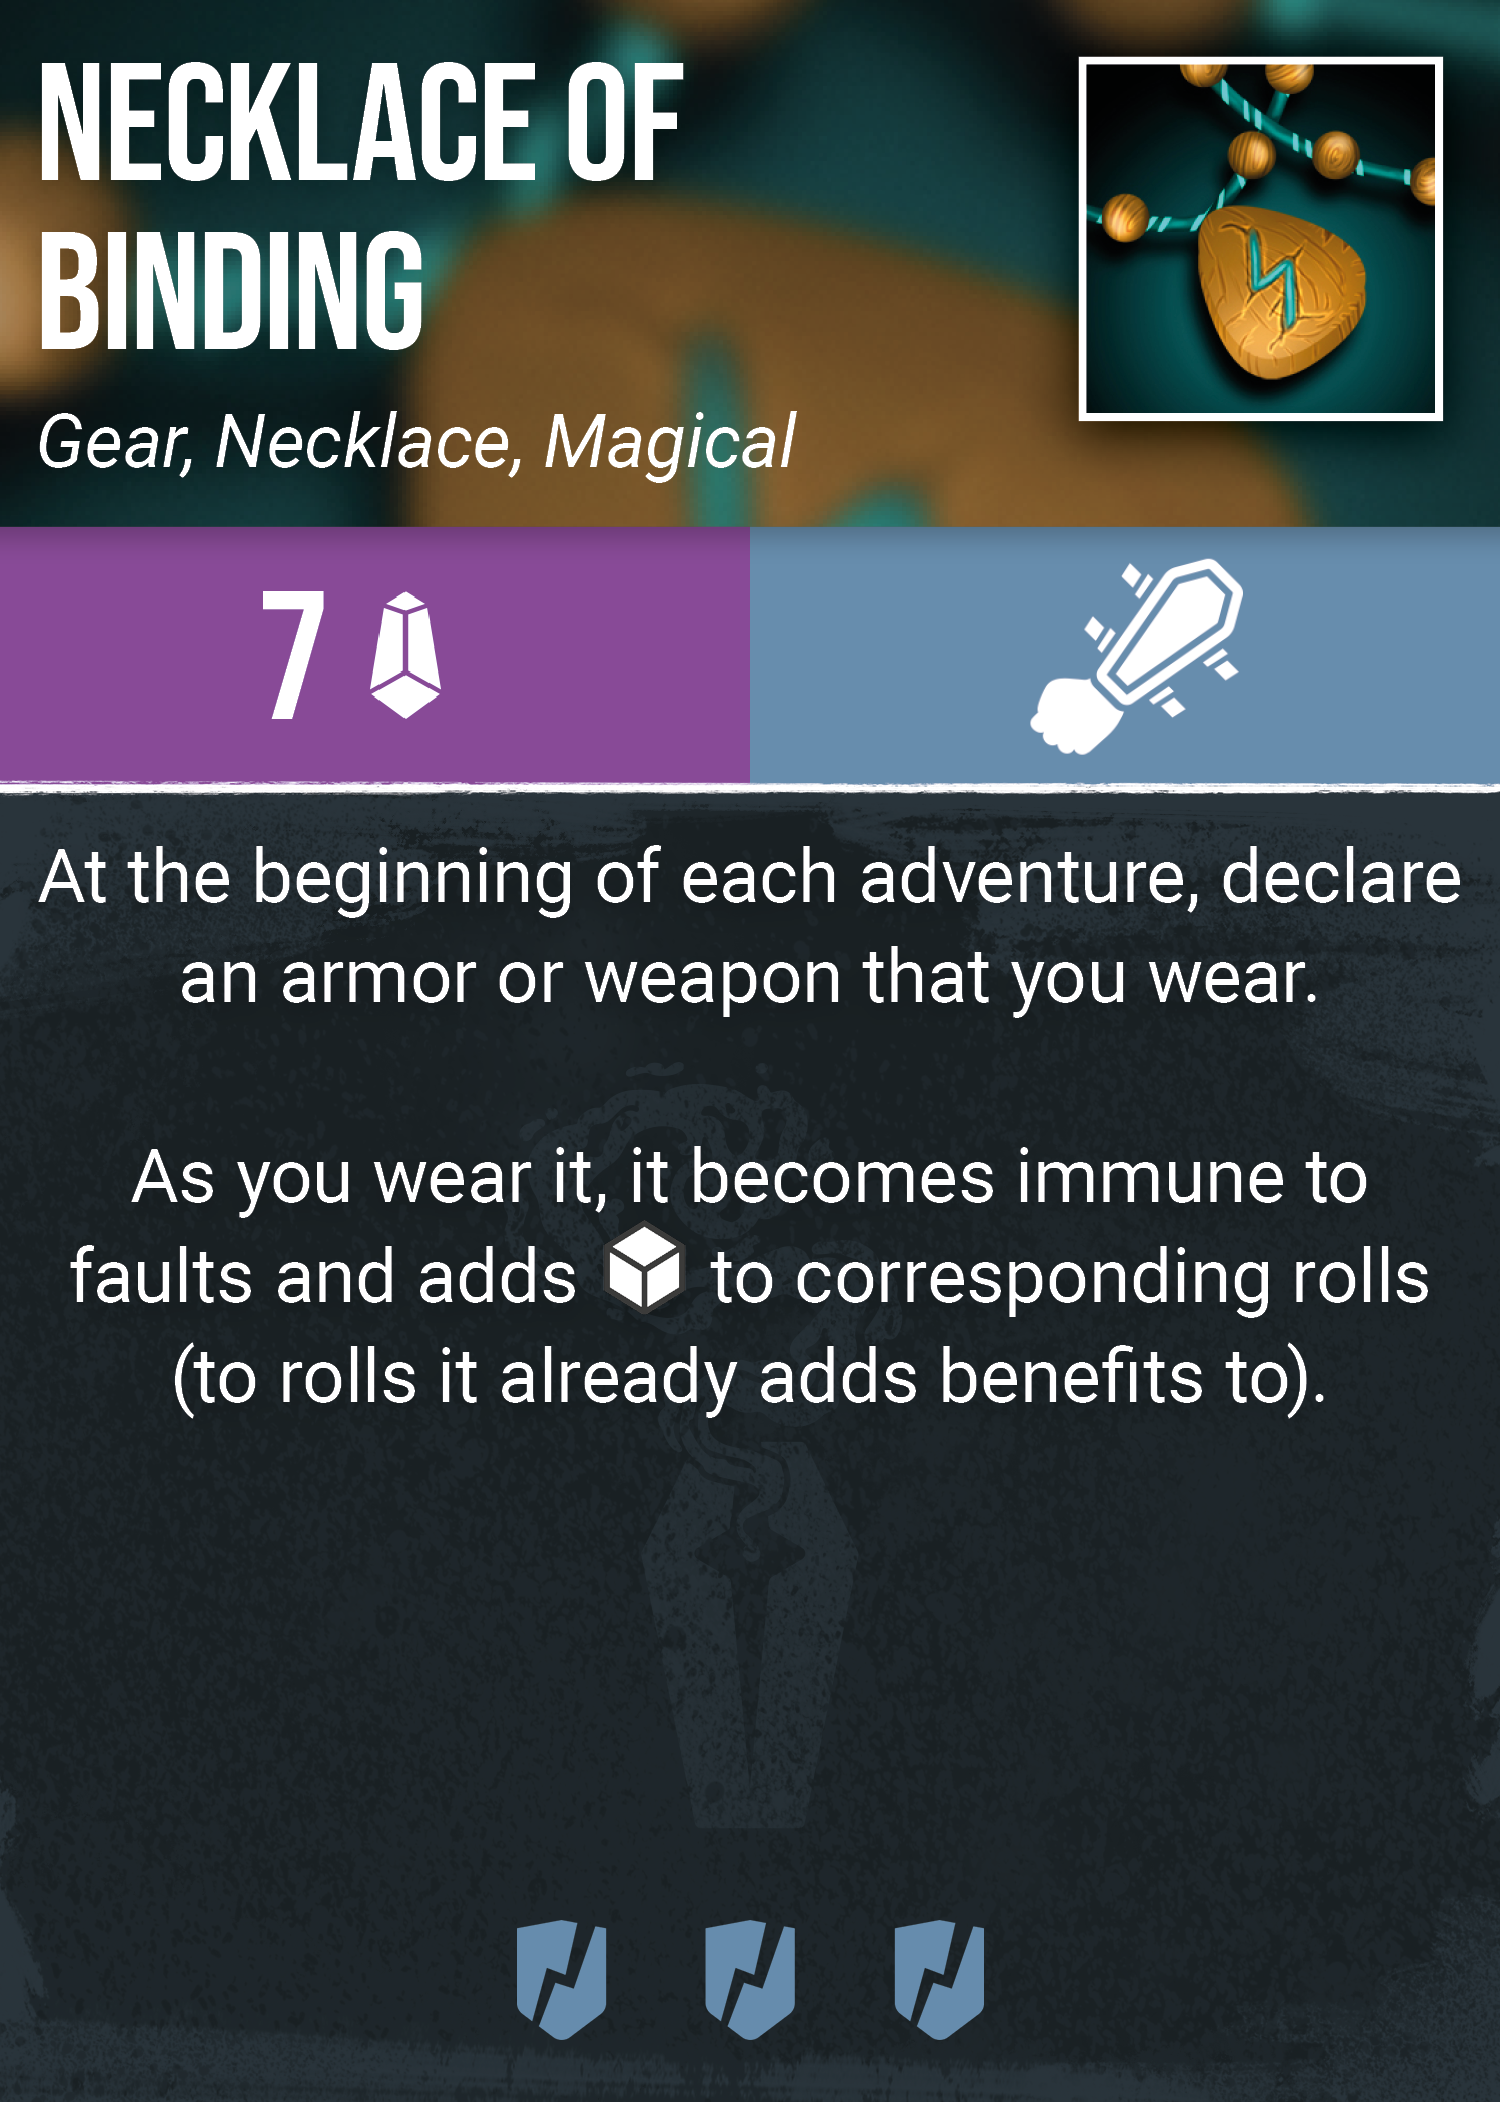 NECKLACE OF
BINDING
Gear, Necklace, Magical
7
At the beginning of each adventure, declare
an armor or weapon that you wear.
As you wear it, it becomes immune to
faults and adds to corresponding rolls
(to rolls it already adds benefits to).